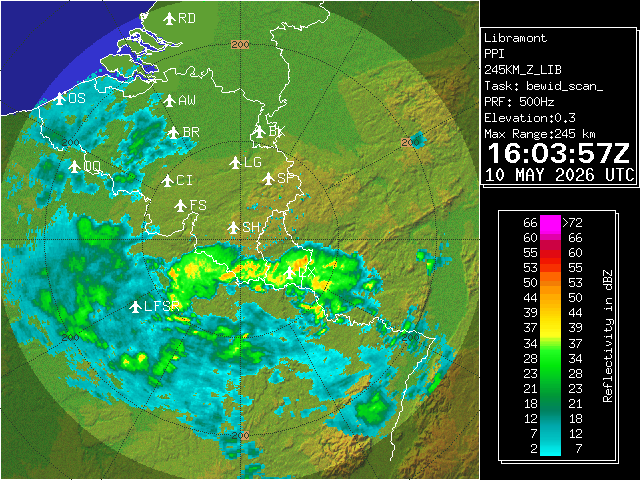 RD
200
OS
AW
BR
BK
200
QQ
LG
CI
SP
FS
SH
LFSR
200
200
200
Libramont
PPI
245KM_Z_LIB
Task: bewid_scan_
PRF: 500Hz
Elevation:0.3
Max Range:245 km
16:03:57Z
10 MAY 2026 UTC
66 >72
60 66
55 60
53 55
50 53
44 50
39 44
37 39
34 37
28 34
23 28
21 23
18 21
12 18
7 12
2 7
Reflectivity in dBZ